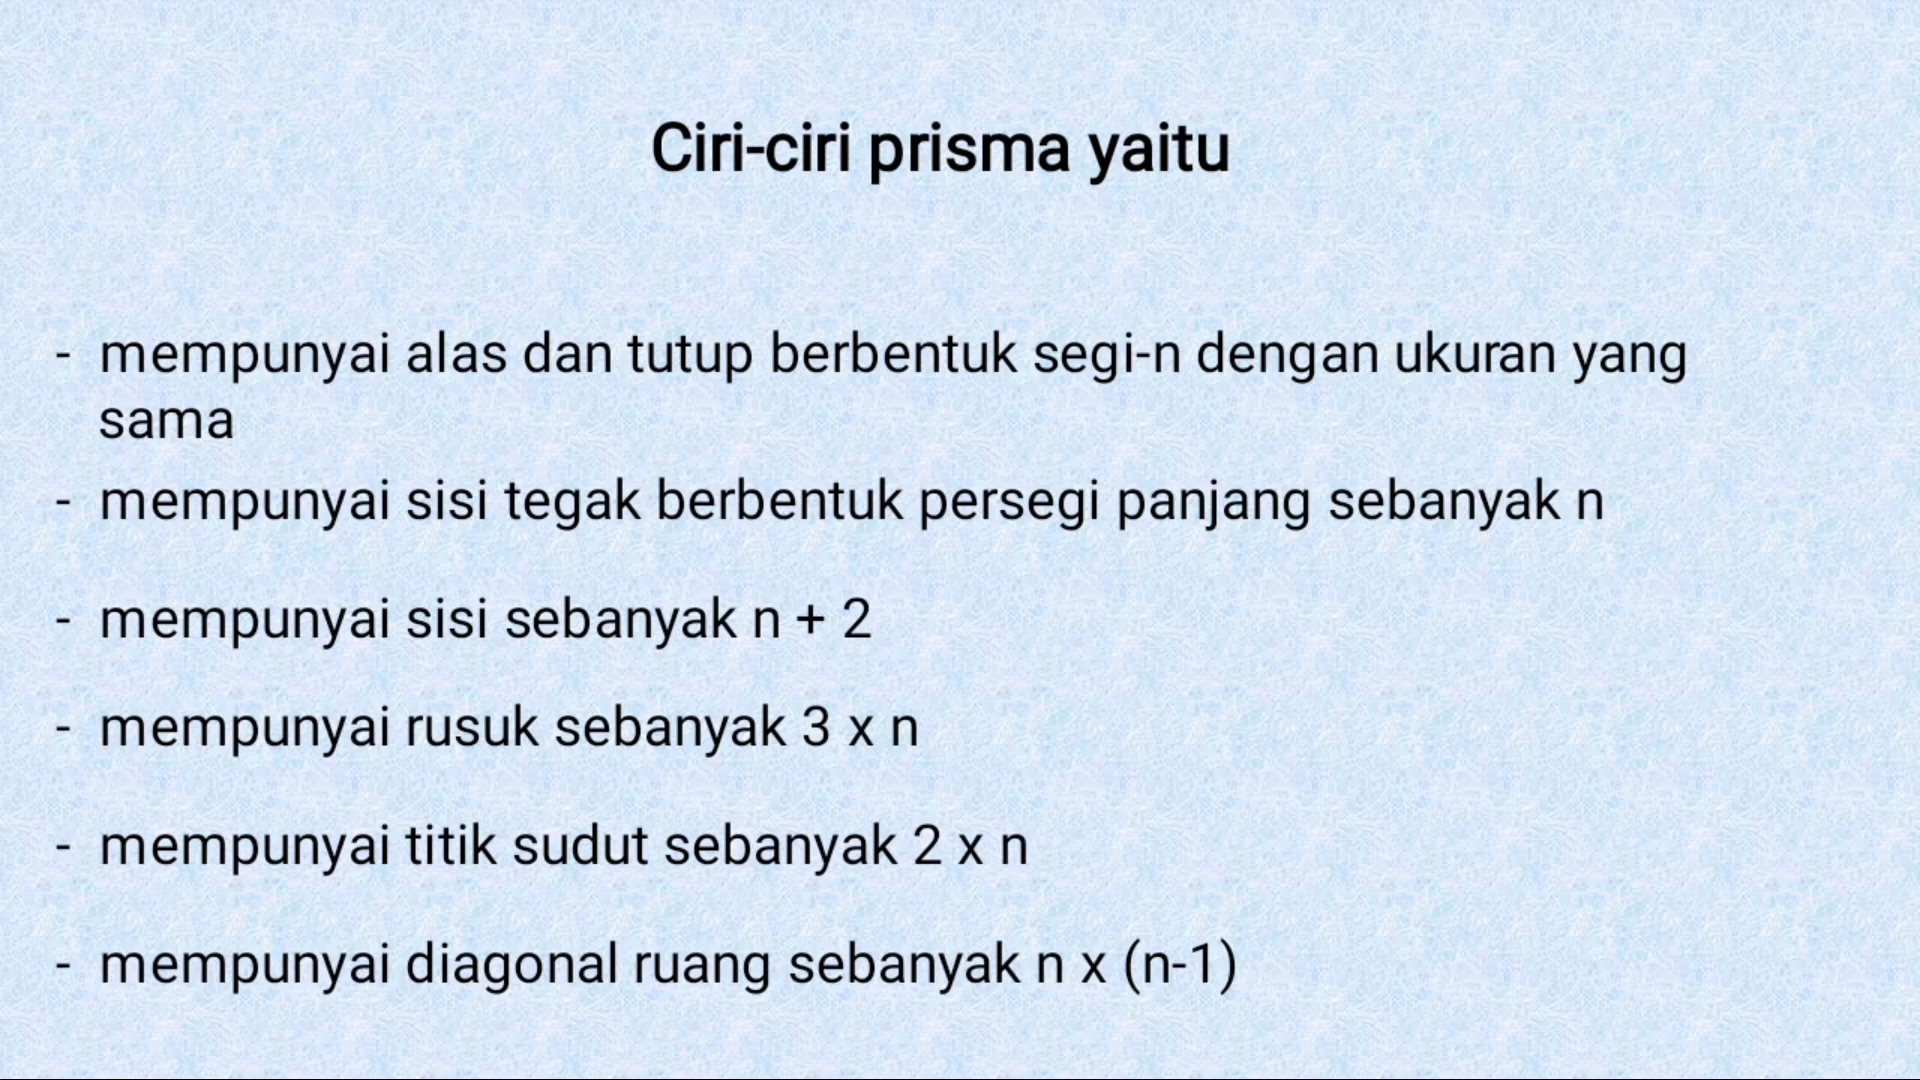 Ciri-ciri prisma yaitu
- mempunyai alas dan tutup berbentuk segi-n dengan ukuran yang
sama
- mempunyai sisi tegak berbentuk persegi panjang sebanyak n
- mempunyai sisi sebanyak n + 2
- mempunyai rusuk sebanyak 3 x n
- mempunyai titik sudut sebanyak 2 x n
- mempunyai diagonal ruang sebanyak n x (n-1)